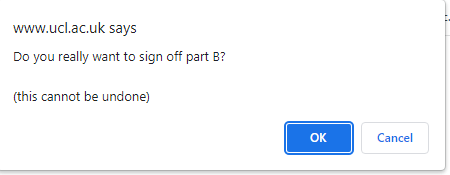 www.ucl.ac.uk says
Do you really want to sign off part B?
(this cannot be undone)
OK
Cancel